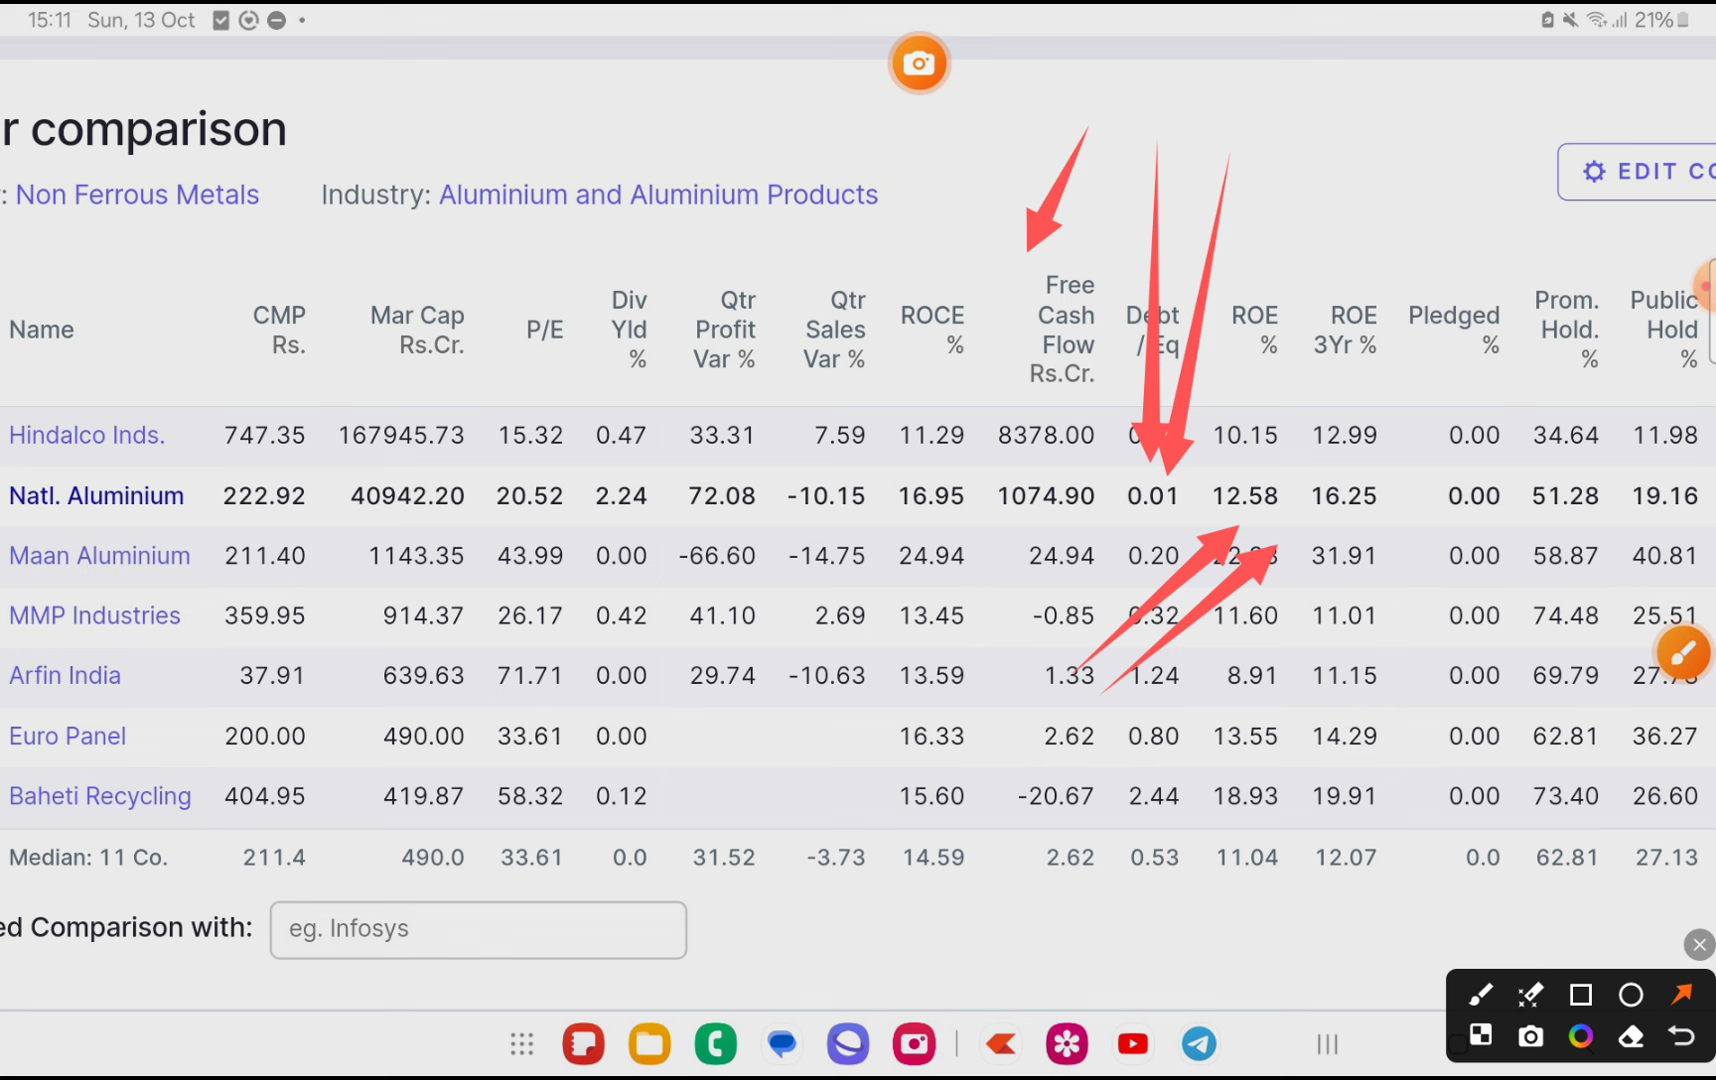 15:11 Sun, 13 Oct
21%
r comparison
: Non Ferrous Metals Industry: Aluminium and Aluminium Products
EDIT CO
Name CMP Rs. Mar Cap Rs.Cr. P/E Div Yld % Qtr Profit Var % Qtr Sales Var % ROCE % Free Cash Flow Rs.Cr. Debt / Eq ROE % ROE 3Yr % Pledged % Prom. Hold. % Public Hold %
Hindalco Inds. 747.35 167945.73 15.32 0.47 33.31 7.59 11.29 8378.00 10.15 12.99 0.00 34.64 11.98
Natl. Aluminium 222.92 40942.20 20.52 2.24 72.08 -10.15 16.95 1074.90 0.01 12.58 16.25 0.00 51.28 19.16
Maan Aluminium 211.40 1143.35 43.99 0.00 -66.60 -14.75 24.94 24.94 0.20 31.91 0.00 58.87 40.81
MMP Industries 359.95 914.37 26.17 0.42 41.10 2.69 13.45 -0.85 0.32 11.60 11.01 0.00 74.48 25.51
Arfin India 37.91 639.63 71.71 0.00 29.74 -10.63 13.59 1.33 1.24 8.91 11.15 0.00 69.79
Euro Panel 200.00 490.00 33.61 0.00 16.33 2.62 0.80 13.55 14.29 0.00 62.81 36.27
Baheti Recycling 404.95 419.87 58.32 0.12 15.60 -20.67 2.44 18.93 19.91 0.00 73.40 26.60
Median: 11 Co. 211.4 490.0 33.61 0.0 31.52 -3.73 14.59 2.62 0.53 11.04 12.07 0.0 62.81 27.13
ed Comparison with: eg. Infosys